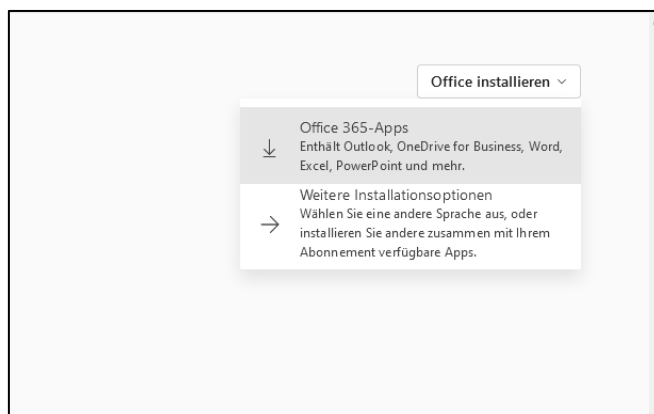 Office installieren
Office 365-Apps
Enthält Outlook, OneDrive for Business, Word,
Excel, PowerPoint und mehr.
Weitere Installationsoptionen
Wählen Sie eine andere Sprache aus, oder
installieren Sie andere zusammen mit Ihrem
Abonnement verfügbare Apps.